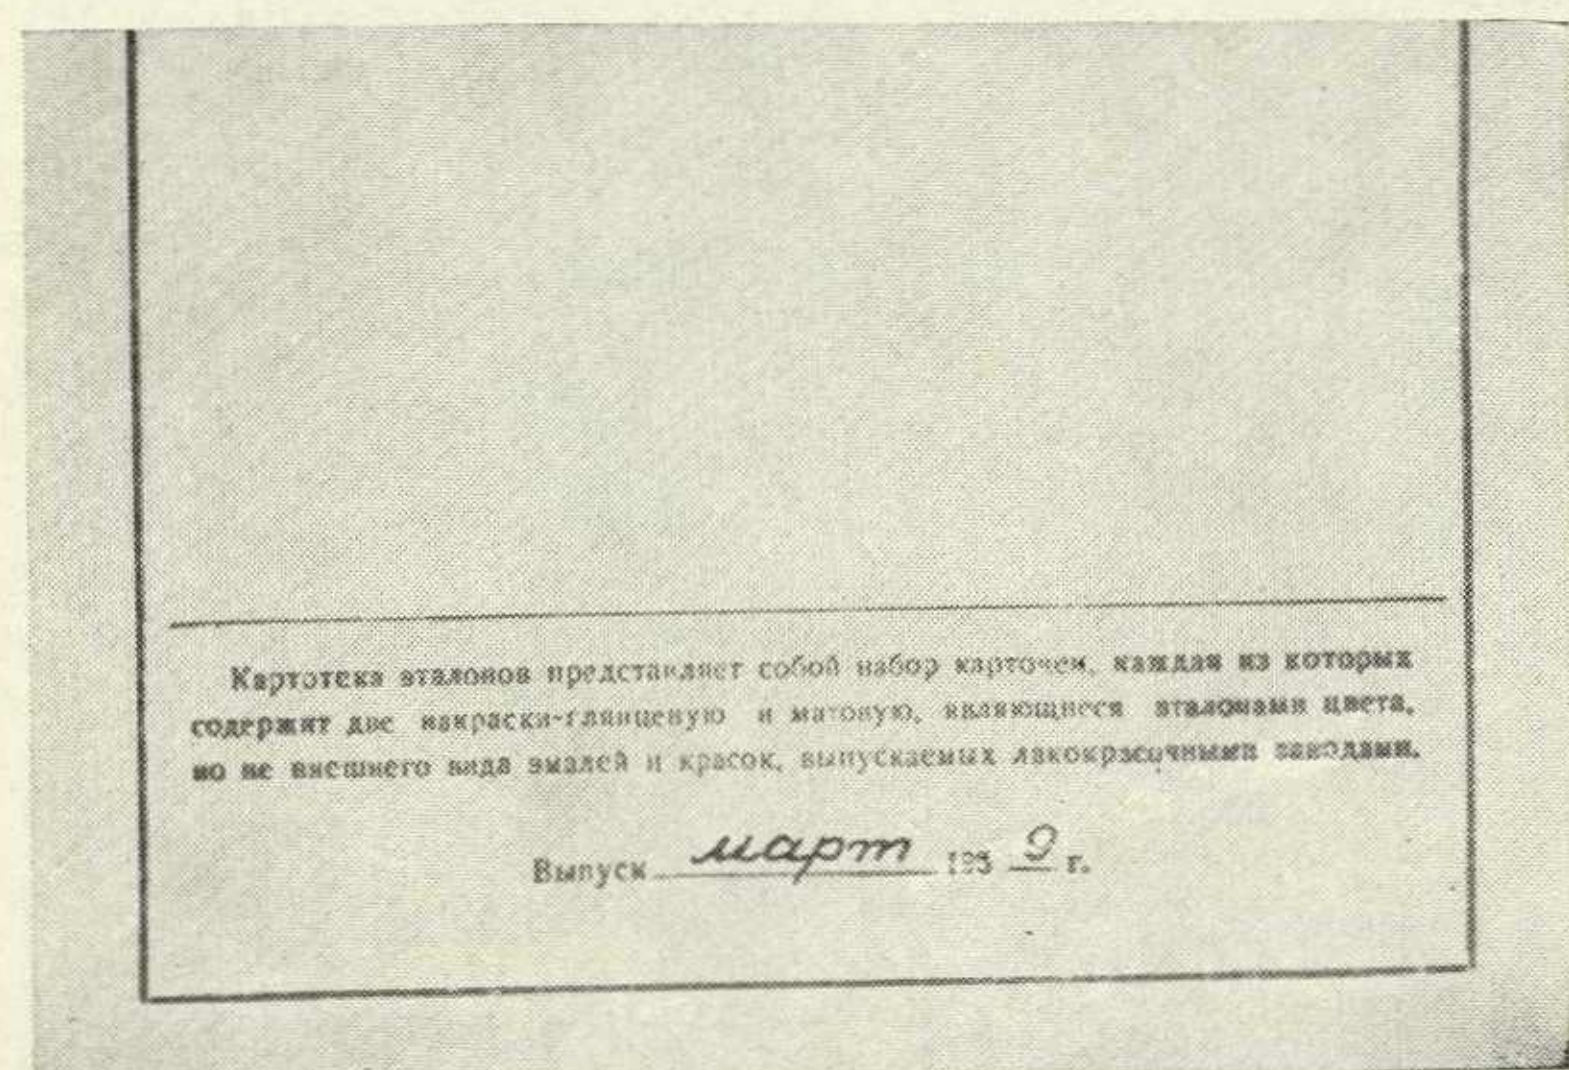 Картотека эталонов представляет собой набор карточек, каждая из которых
содержит две накраски-глянцевую и матовую, являющиеся эталонами цвета,
но не внешнего вида эмалей и красок, выпускаемых лакокрасочными заводами.
Выпуск март 195 9 г.